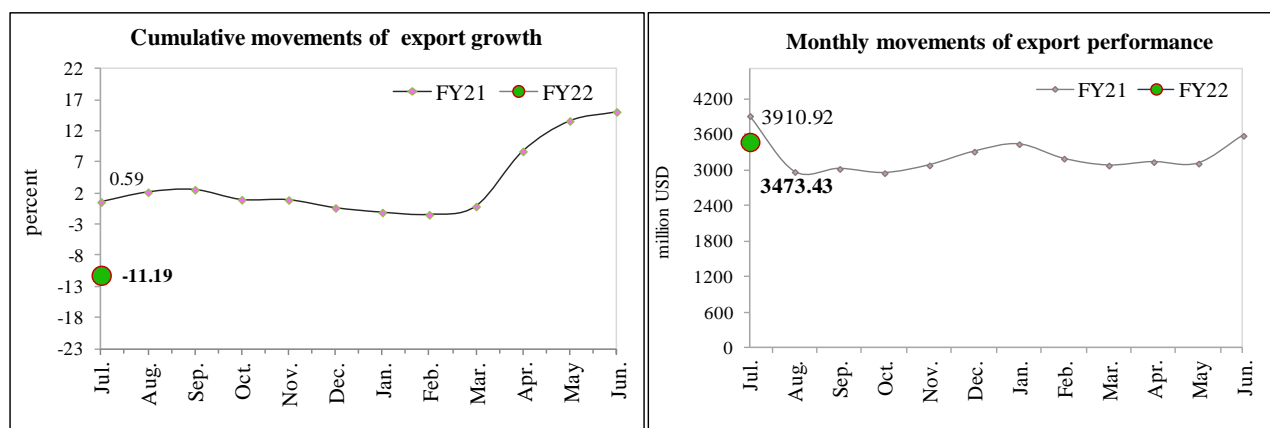 Cumulative movements of export growth
22
17
12
7
2
-3
-8
-13
-18
-23
percent
FY21
FY22
0.59
-11.19
Jul.
Aug.
Sep.
Oct.
Nov.
Dec.
Jan.
Feb.
Mar.
Apr.
May
Jun.
Monthly movements of export performance
4200
3600
3000
2400
1800
1200
600
0
million USD
FY21
FY22
3910.92
3473.43
Jul.
Aug.
Sep.
Oct.
Nov.
Dec.
Jan.
Feb.
Mar.
Apr.
May
Jun.